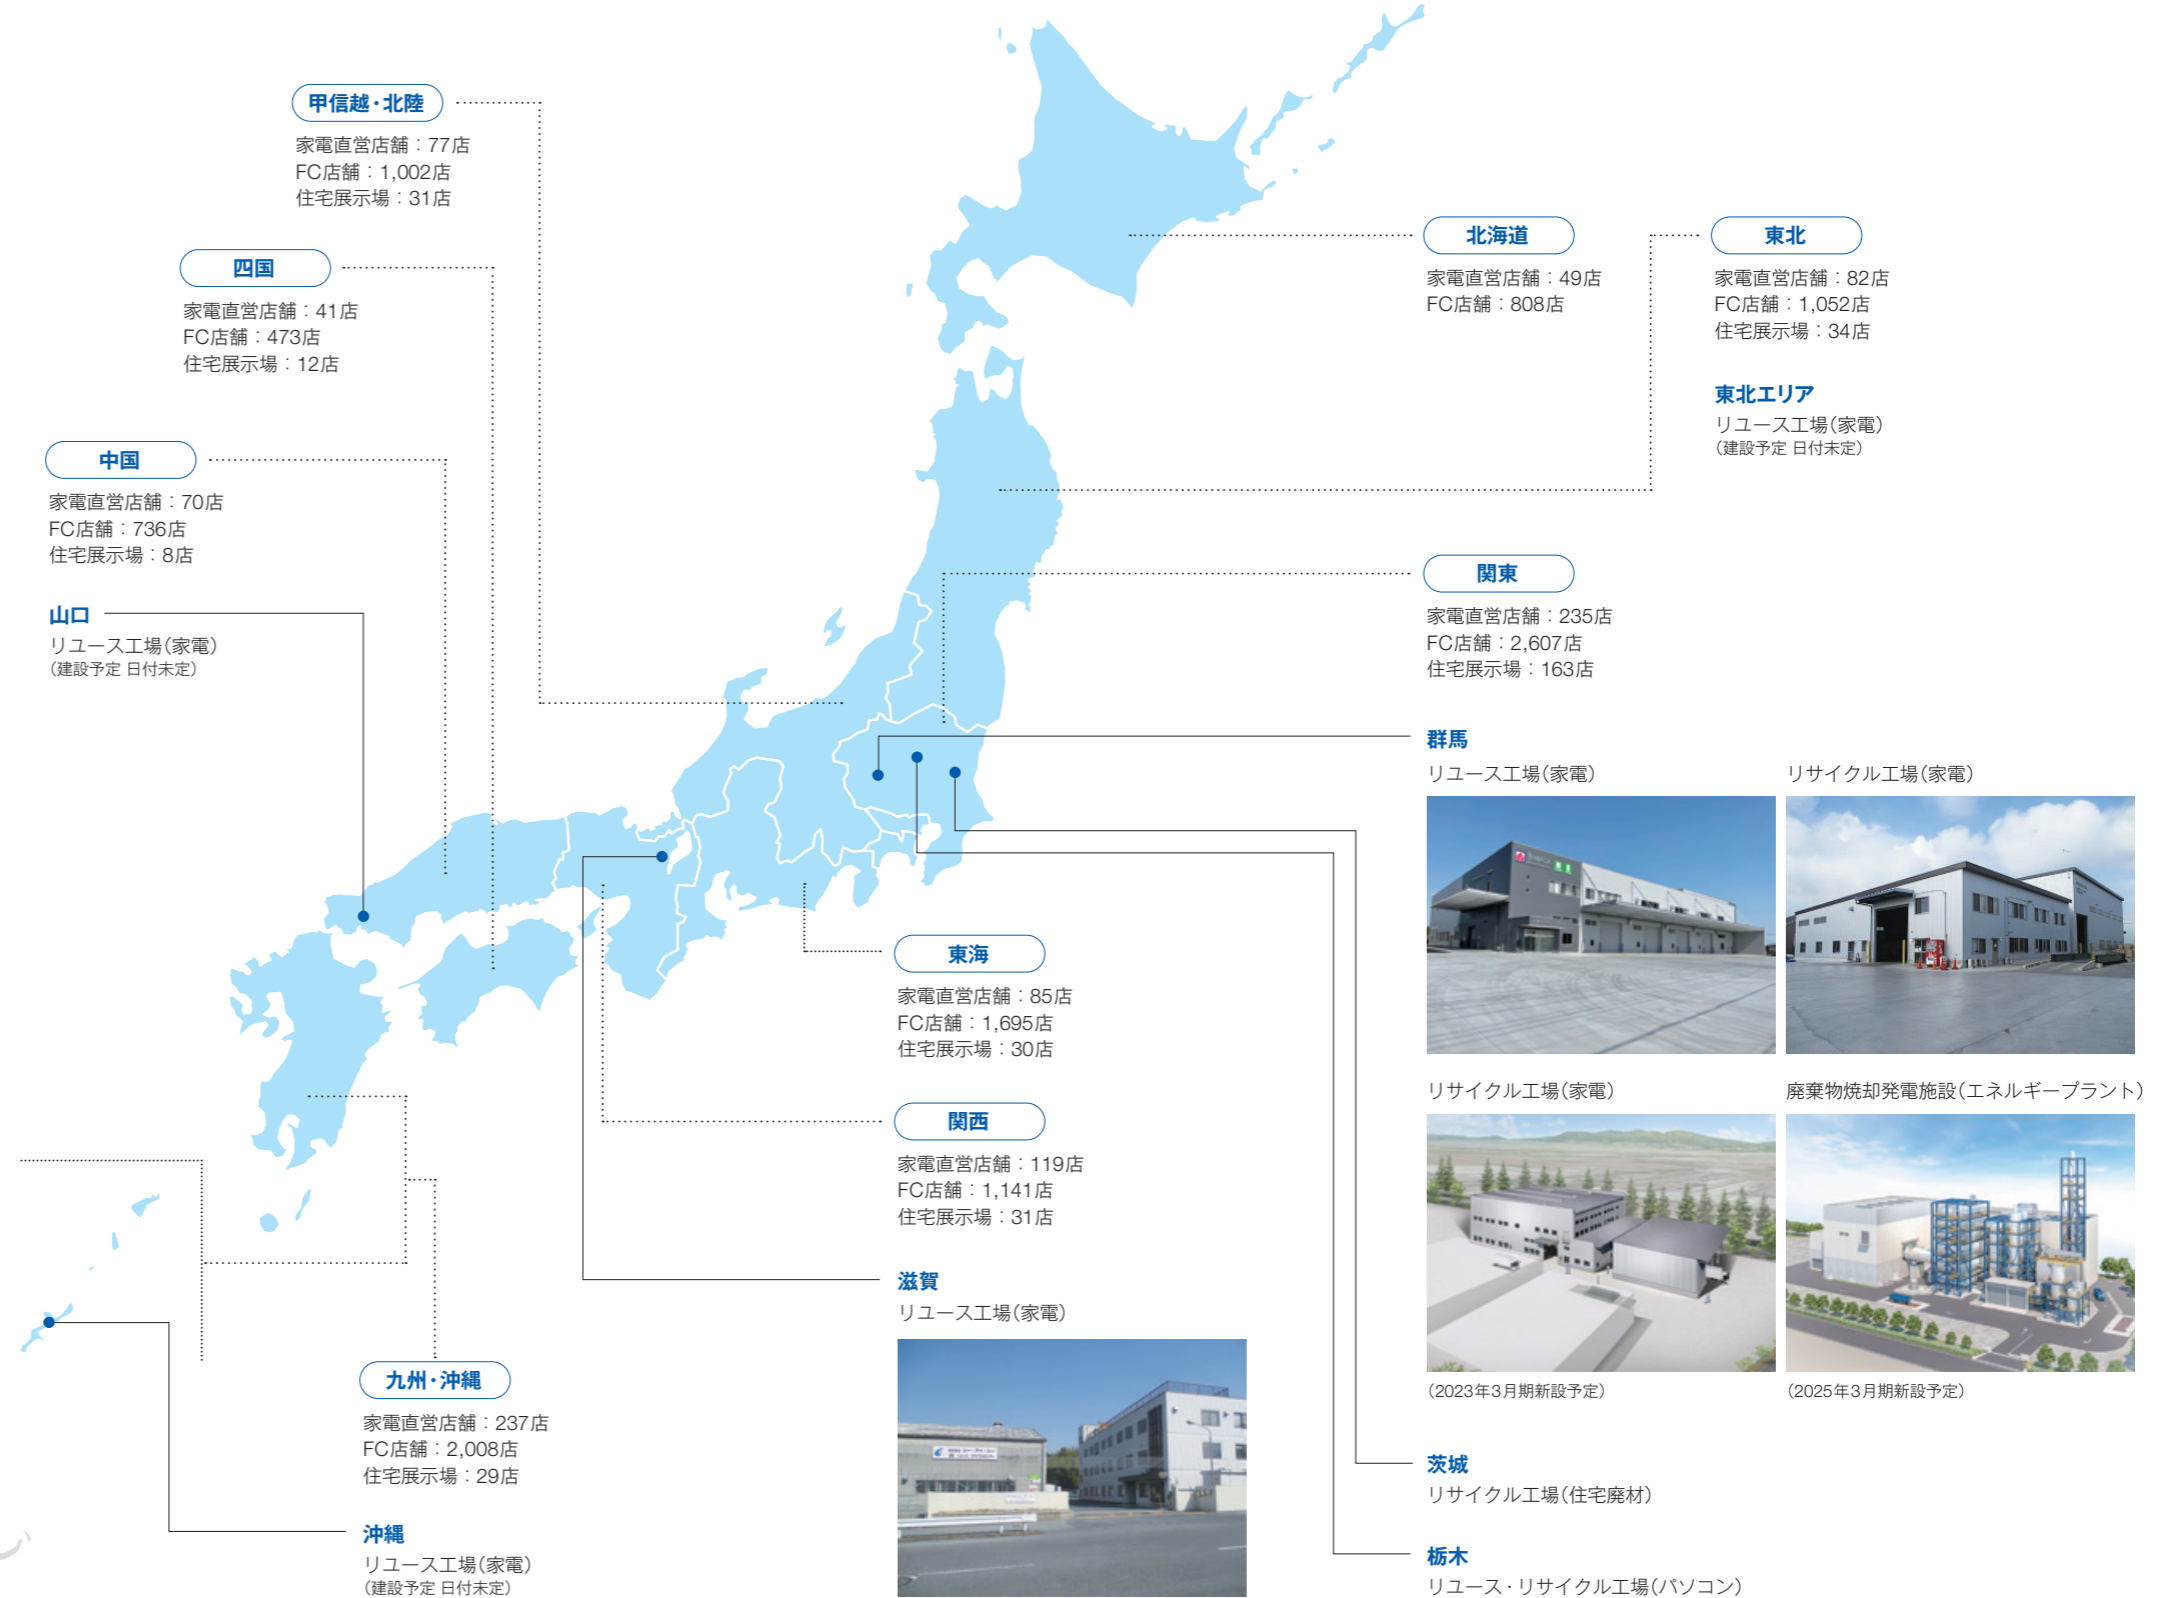 甲信越・北陸
家電直営店舗：77店
FC店舗：1,002店
住宅展示場：31店
四国
家電直営店舗：41店
FC店舗：473店
住宅展示場：12店
中国
家電直営店舗：70店
FC店舗：736店
住宅展示場：8店
山口
リユース工場（家電）
（建設予定 日付未定）
北海道
家電直営店舗：49店
FC店舗：808店
東北
家電直営店舗：82店
FC店舗：1,052店
住宅展示場：34店
東北エリア
リユース工場（家電）
（建設予定 日付未定）
関東
家電直営店舗：235店
FC店舗：2,607店
住宅展示場：163店
群馬
リユース工場（家電）
リサイクル工場（家電）
リサイクル工場（家電）
（2023年3月期新設予定）
廃棄物焼却発電施設（エネルギープラント）
（2025年3月期新設予定）
東海
家電直営店舗：85店
FC店舗：1,695店
住宅展示場：30店
関西
家電直営店舗：119店
FC店舗：1,141店
住宅展示場：31店
滋賀
リユース工場（家電）
九州・沖縄
家電直営店舗：237店
FC店舗：2,008店
住宅展示場：29店
沖縄
リユース工場（家電）
（建設予定 日付未定）
茨城
リサイクル工場（住宅廃材）
栃木
リユース・リサイクル工場（パソコン）